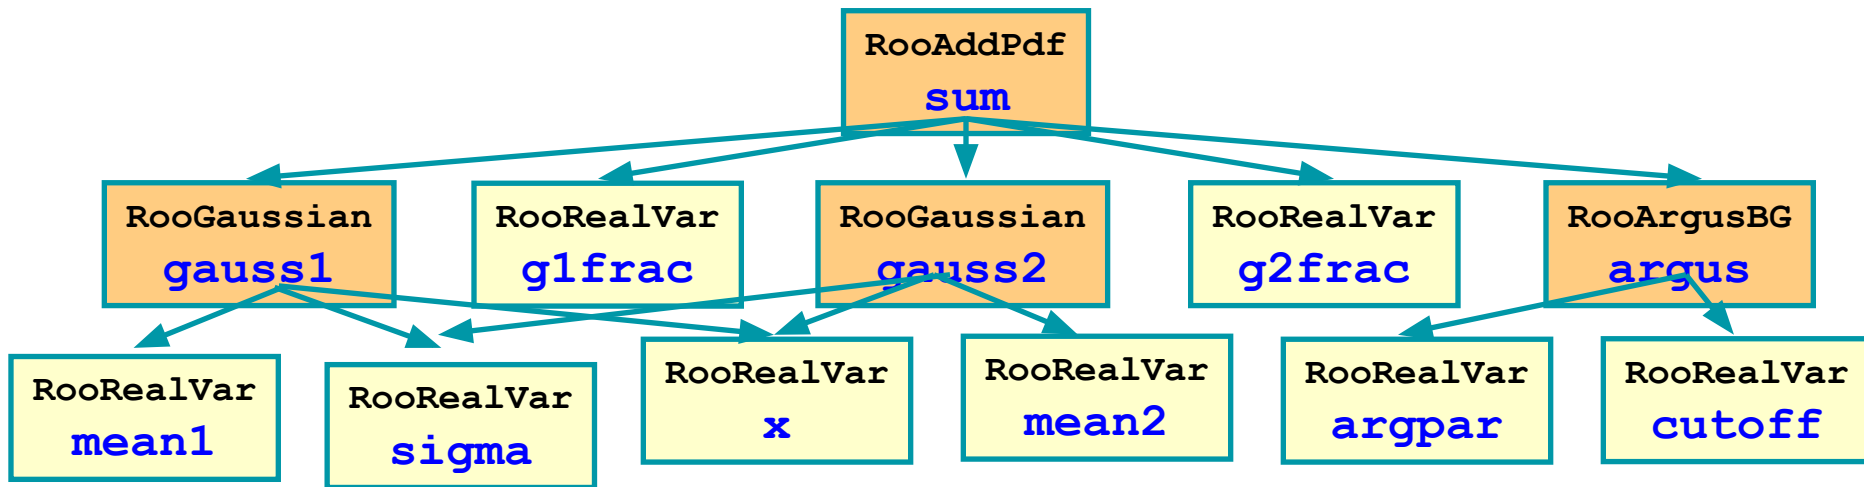 RooAddPdf
sum
RooGaussian
gauss1
RooRealVar
g1frac
RooGaussian
gauss2
RooRealVar
g2frac
RooArgusBG
argus
RooRealVar
mean1
RooRealVar
sigma
RooRealVar
x
RooRealVar
mean2
RooRealVar
argpar
RooRealVar
cutoff